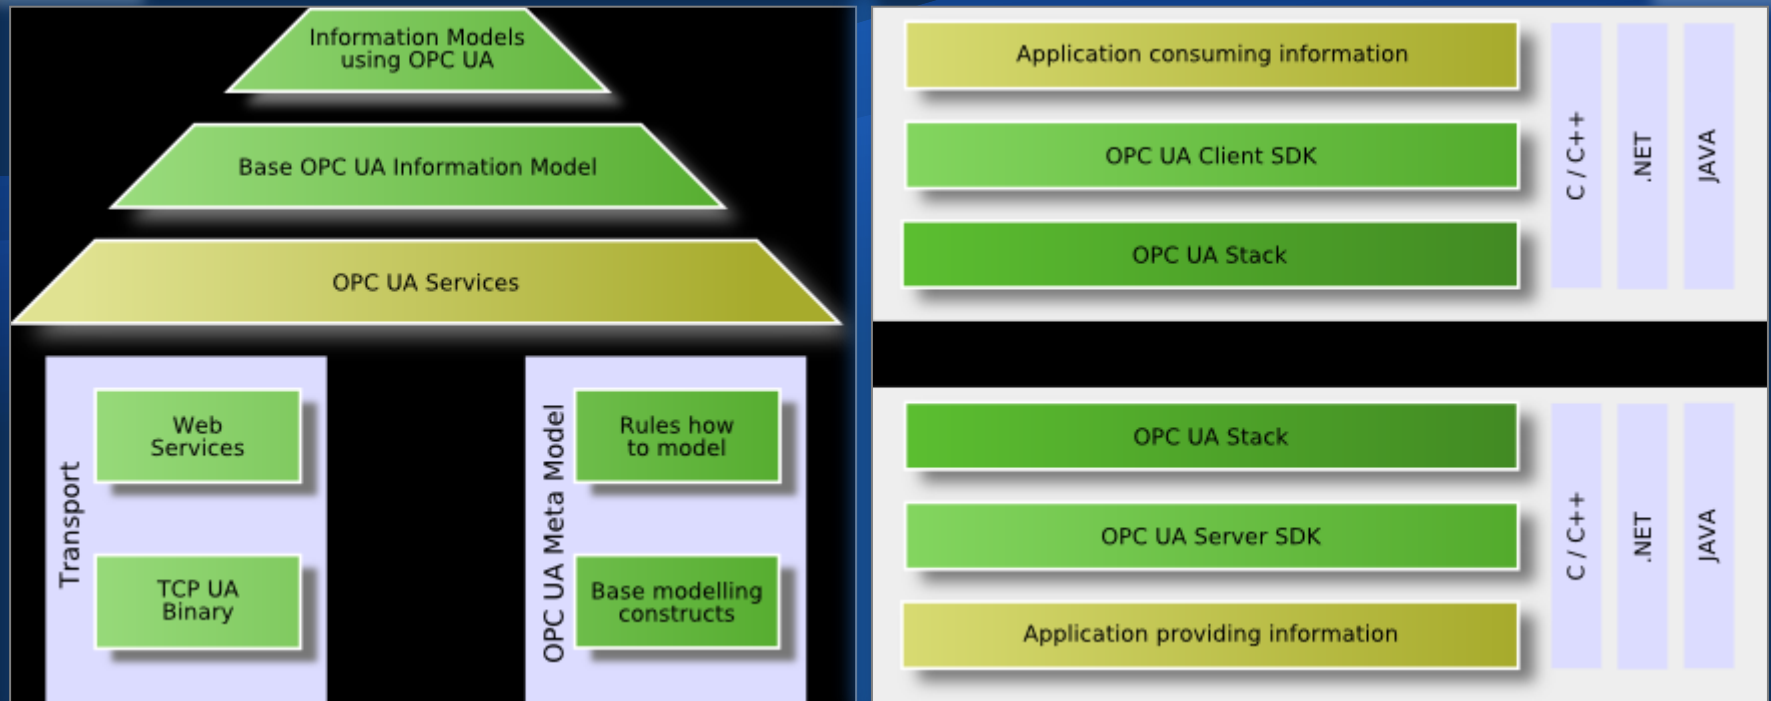 Information Models
using OPC UA
Base OPC UA Information Model
OPC UA Services
Transport
Web
Services
TCP UA
Binary
OPC UA Meta Model
Rules how
to model
Base modelling
constructs
Application consuming information
OPC UA Client SDK
OPC UA Stack
C / C++
.NET
JAVA
OPC UA Stack
OPC UA Server SDK
Application providing information
C / C++
.NET
JAVA